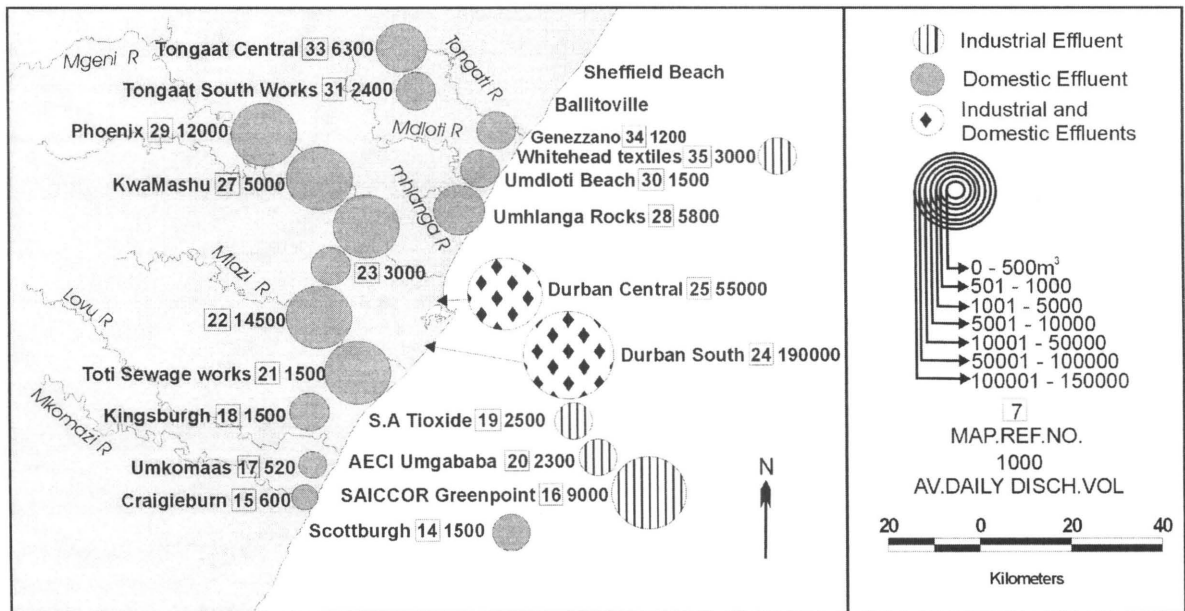 Mgeni R
Tongaat Central 33 6300
Tongati R
Sheffield Beach
Tongaat South Works 31 2400
Ballitoville
Phoenix 29 12000
Mdloti R
Genezzano 34 1200
Whitehead textiles 35 3000
KwaMashu 27 5000
Umdloti Beach 30 1500
mhlanga R
Umhlanga Rocks 28 5800
Mlazi R
23 3000
Durban Central 25 55000
Lovu R
22 14500
Durban South 24 190000
Toti Sewage works 21 1500
Mkomazi R
Kingsburgh 18 1500
S.A Tioxide 19 2500
Umkomaas 17 520
AECI Umgababa 20 2300
Craigieburn 15 600
SAICCOR Greenpoint 16 9000
Scottburgh 14 1500
N
Industrial Effluent
Domestic Effluent
Industrial and
Domestic Effluents
0 - 500m³
501 - 1000
1001 - 5000
5001 - 10000
10001 - 50000
50001 - 100000
100001 - 150000
7
MAP.REF.NO.
1000
AV.DAILY DISCH.VOL
20 0 20 40
Kilometers